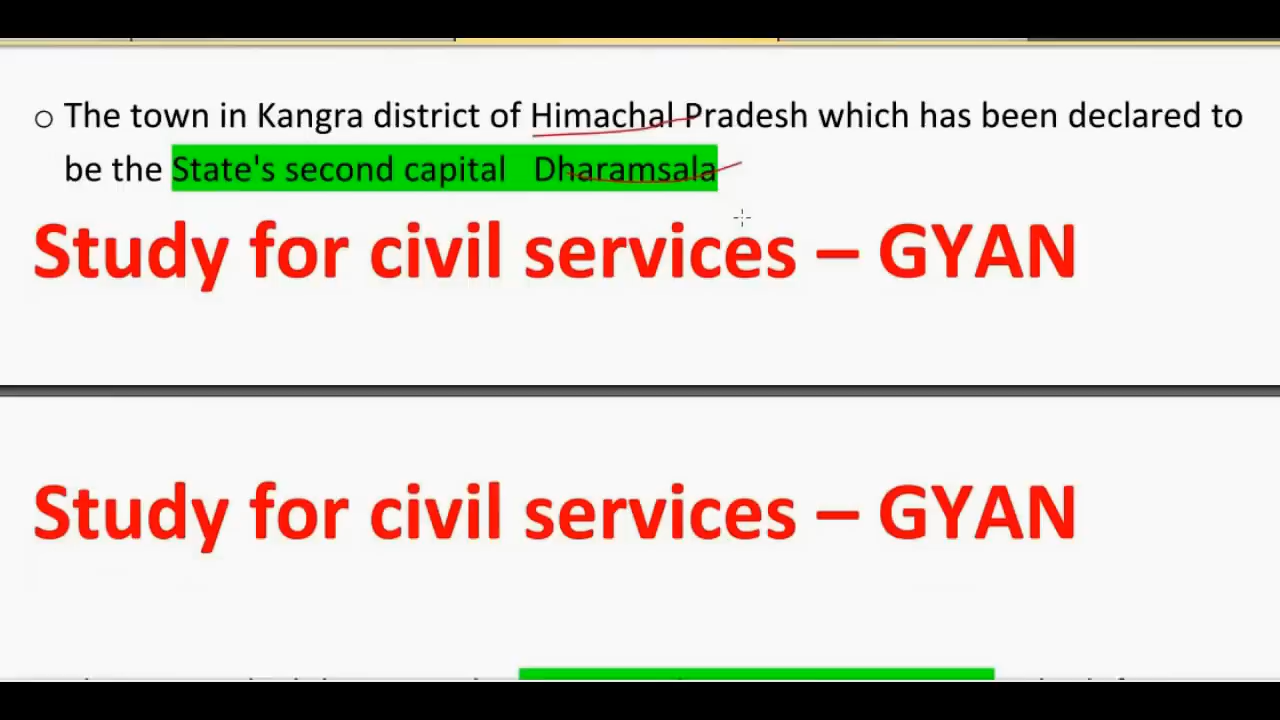 o The town in Kangra district of Himachal Pradesh which has been declared to
be the State's second capital Dharamsala
Study for civil services – GYAN
Study for civil services – GYAN